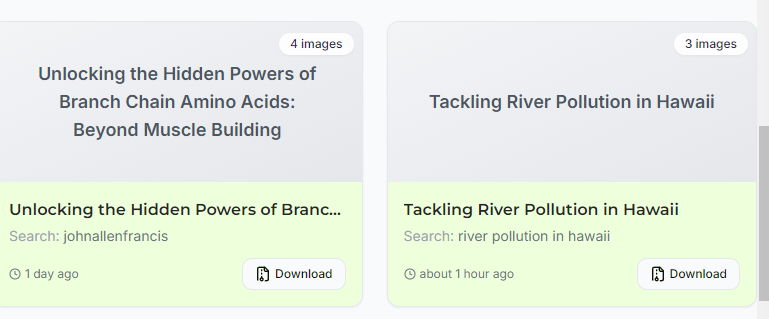 4 images
Unlocking the Hidden Powers of
Branch Chain Amino Acids:
Beyond Muscle Building
Unlocking the Hidden Powers of Branc...
Search: johnallenfrancis
1 day ago
Download
3 images
Tackling River Pollution in Hawaii
Tackling River Pollution in Hawaii
Search: river pollution in hawaii
about 1 hour ago
Download